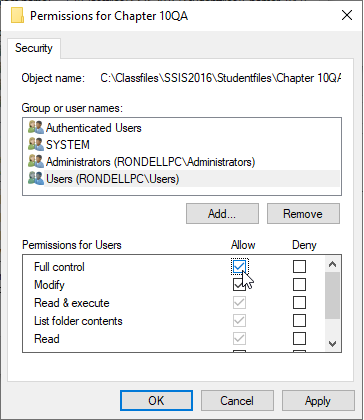 Permissions for Chapter 10QA
Security
Object name: C:\Classfiles\SSIS2016\Studentfiles\Chapter 10QA
Group or user names:
Authenticated Users
SYSTEM
Administrators (RONDELLPC\Administrators)
Users (RONDELLPC\Users)
Add... Remove
Permissions for Users Allow Deny
Full control
Modify
Read & execute
List folder contents
Read
OK Cancel Apply